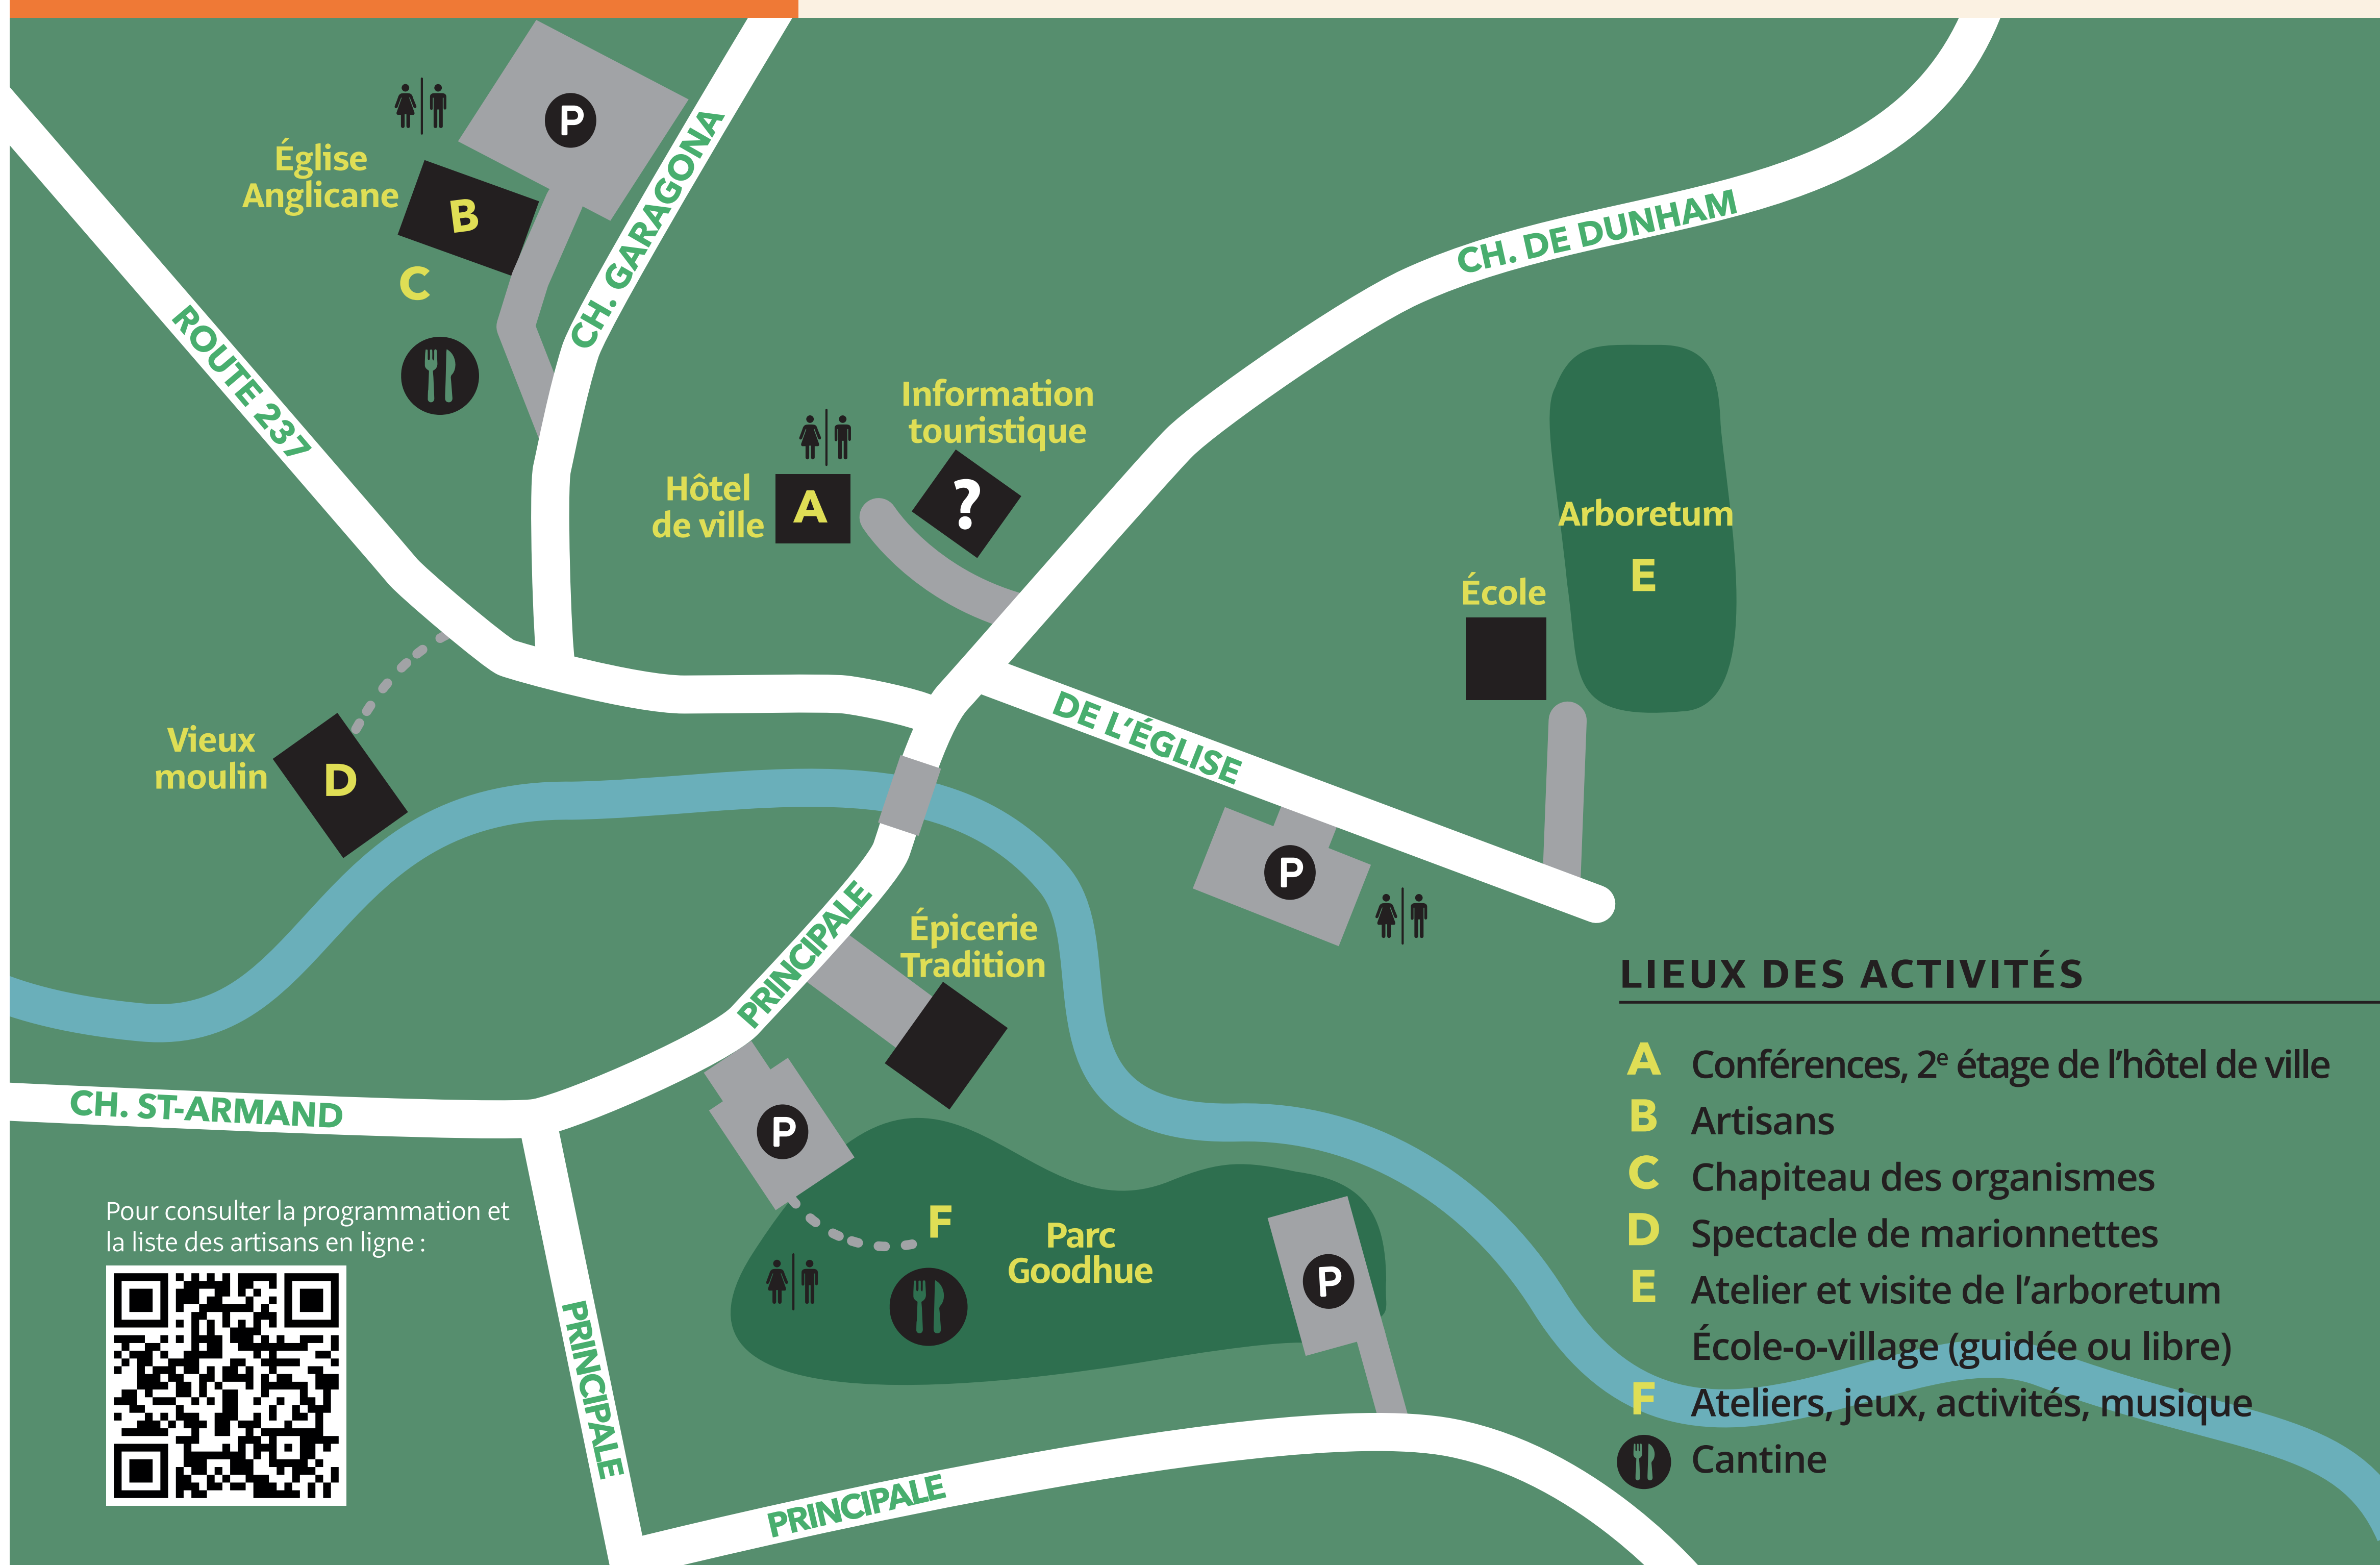 P
Église
Anglicane
B
C
CH. GARAGONA
ROUTE 237
CH. DE DUNHAM
Information
touristique
?
Hôtel
de ville
A
Arboretum
E
École
DE L'ÉGLISE
Vieux
moulin
D
P
PRINCIPALE
Épicerie
Tradition
CH. ST-ARMAND
P
F
Parc
Goodhue
P
PRINCIPALE
PRINCIPALE
Pour consulter la programmation et
la liste des artisans en ligne :
LIEUX DES ACTIVITÉS
A Conférences, 2e étage de l'hôtel de ville
B Artisans
C Chapiteau des organismes
D Spectacle de marionnettes
E Atelier et visite de l'arboretum
École-o-village (guidée ou libre)
F Ateliers, jeux, activités, musique
Cantine